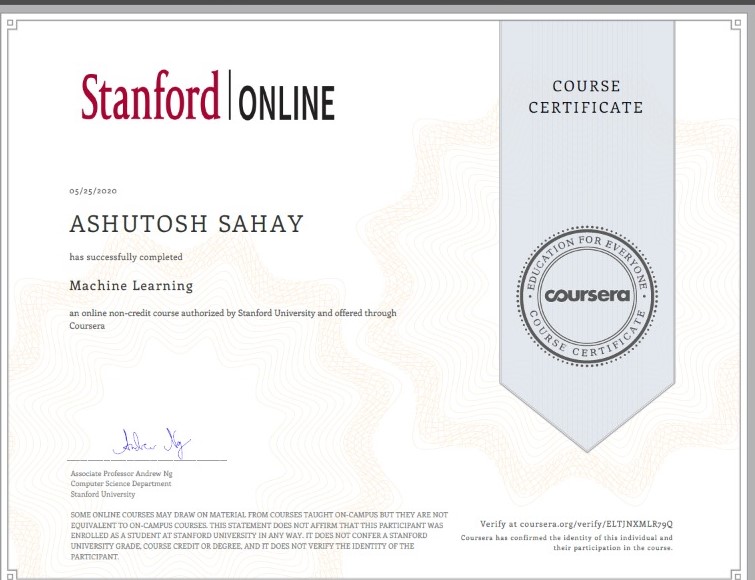 Stanford ONLINE
COURSE
CERTIFICATE
05/25/2020
ASHUTOSH SAHAY
has successfully completed
Machine Learning
an online non-credit course authorized by Stanford University and offered through
Coursera
EDUCATION FOR EVERYONE
coursera
COURSE CERTIFICATE
Andrew Ng
Associate Professor Andrew Ng
Computer Science Department
Stanford University
SOME ONLINE COURSES MAY DRAW ON MATERIAL FROM COURSES TAUGHT ON-CAMPUS BUT THEY ARE NOT
EQUIVALENT TO ON-CAMPUS COURSES. THIS STATEMENT DOES NOT AFFIRM THAT THIS PARTICIPANT WAS
ENROLLED AS A STUDENT AT STANFORD UNIVERSITY IN ANY WAY. IT DOES NOT CONFER A STANFORD
UNIVERSITY GRADE, COURSE CREDIT OR DEGREE, AND IT DOES NOT VERIFY THE IDENTITY OF THE
PARTICIPANT.
Verify at coursera.org/verify/ELTJNXMLR79Q
Coursera has confirmed the identity of this individual and
their participation in the course.